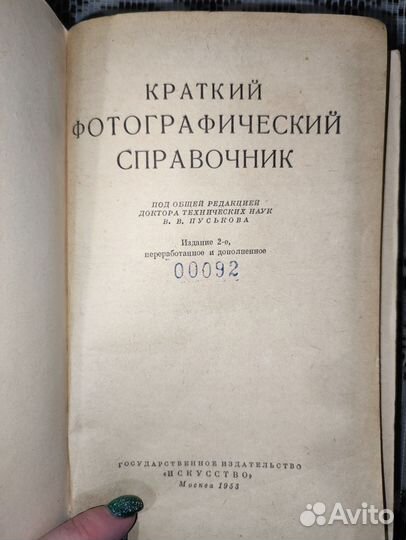 КРАТКИЙ
ФОТОГРАФИЧЕСКИЙ
СПРАВОЧНИК
ПОД ОБЩЕЙ РЕДАКЦИЕЙ
ДОКТОРА ТЕХНИЧЕСКИХ НАУК
В. В. ПУСЬКОВА
Издание 2-е,
переработанное и дополненное
00092
ГОСУДАРСТВЕННОЕ ИЗДАТЕЛЬСТВО
«ИСКУССТВО»
Москва 1953
Avito